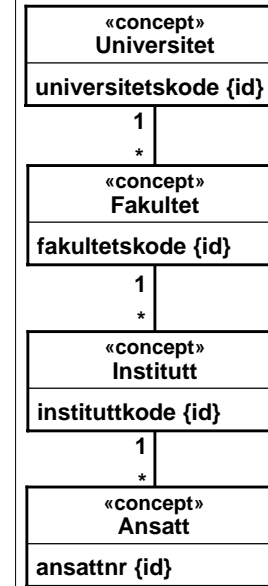 «concept»
Universitet
universitetskode {id}
1
*
«concept»
Fakultet
fakultetskode {id}
1
*
«concept»
Institutt
instituttkode {id}
1
*
«concept»
Ansatt
ansattnr {id}